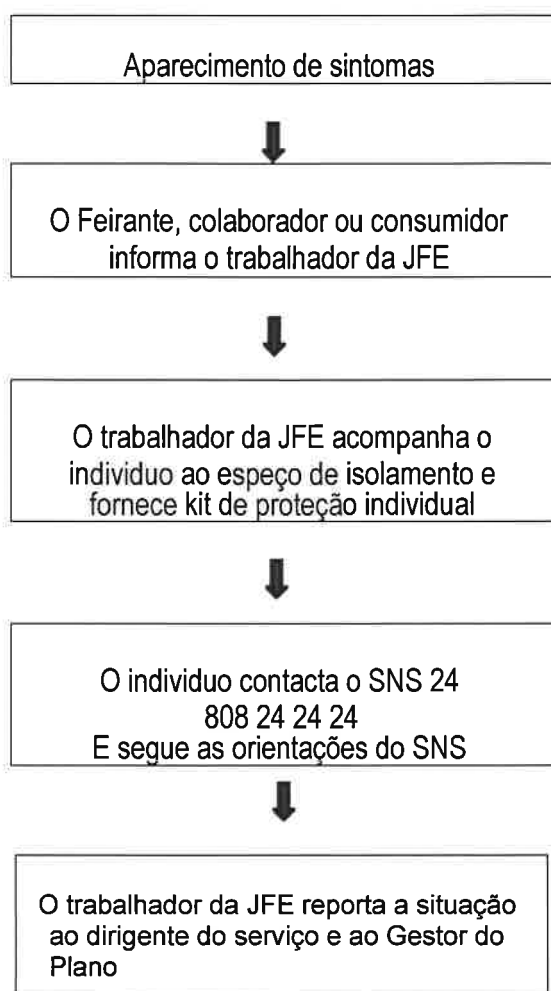 Aparecimento de sintomas
O Feirante, colaborador ou consumidor
informa o trabalhador da JFE
O trabalhador da JFE acompanha o
individuo ao espeço de isolamento e
fornece kit de proteção individual
O individuo contacta o SNS 24
808 24 24 24
E segue as orientações do SNS
O trabalhador da JFE reporta a situação
ao dirigente do serviço e ao Gestor do
Plano